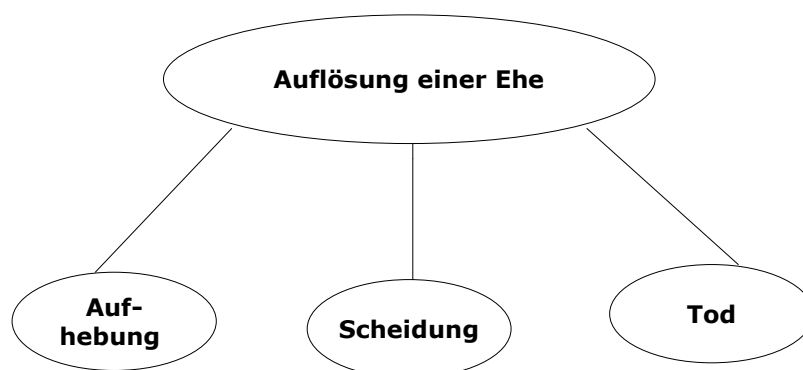 Auflösung einer Ehe
Auf-
hebung
Scheidung
Tod